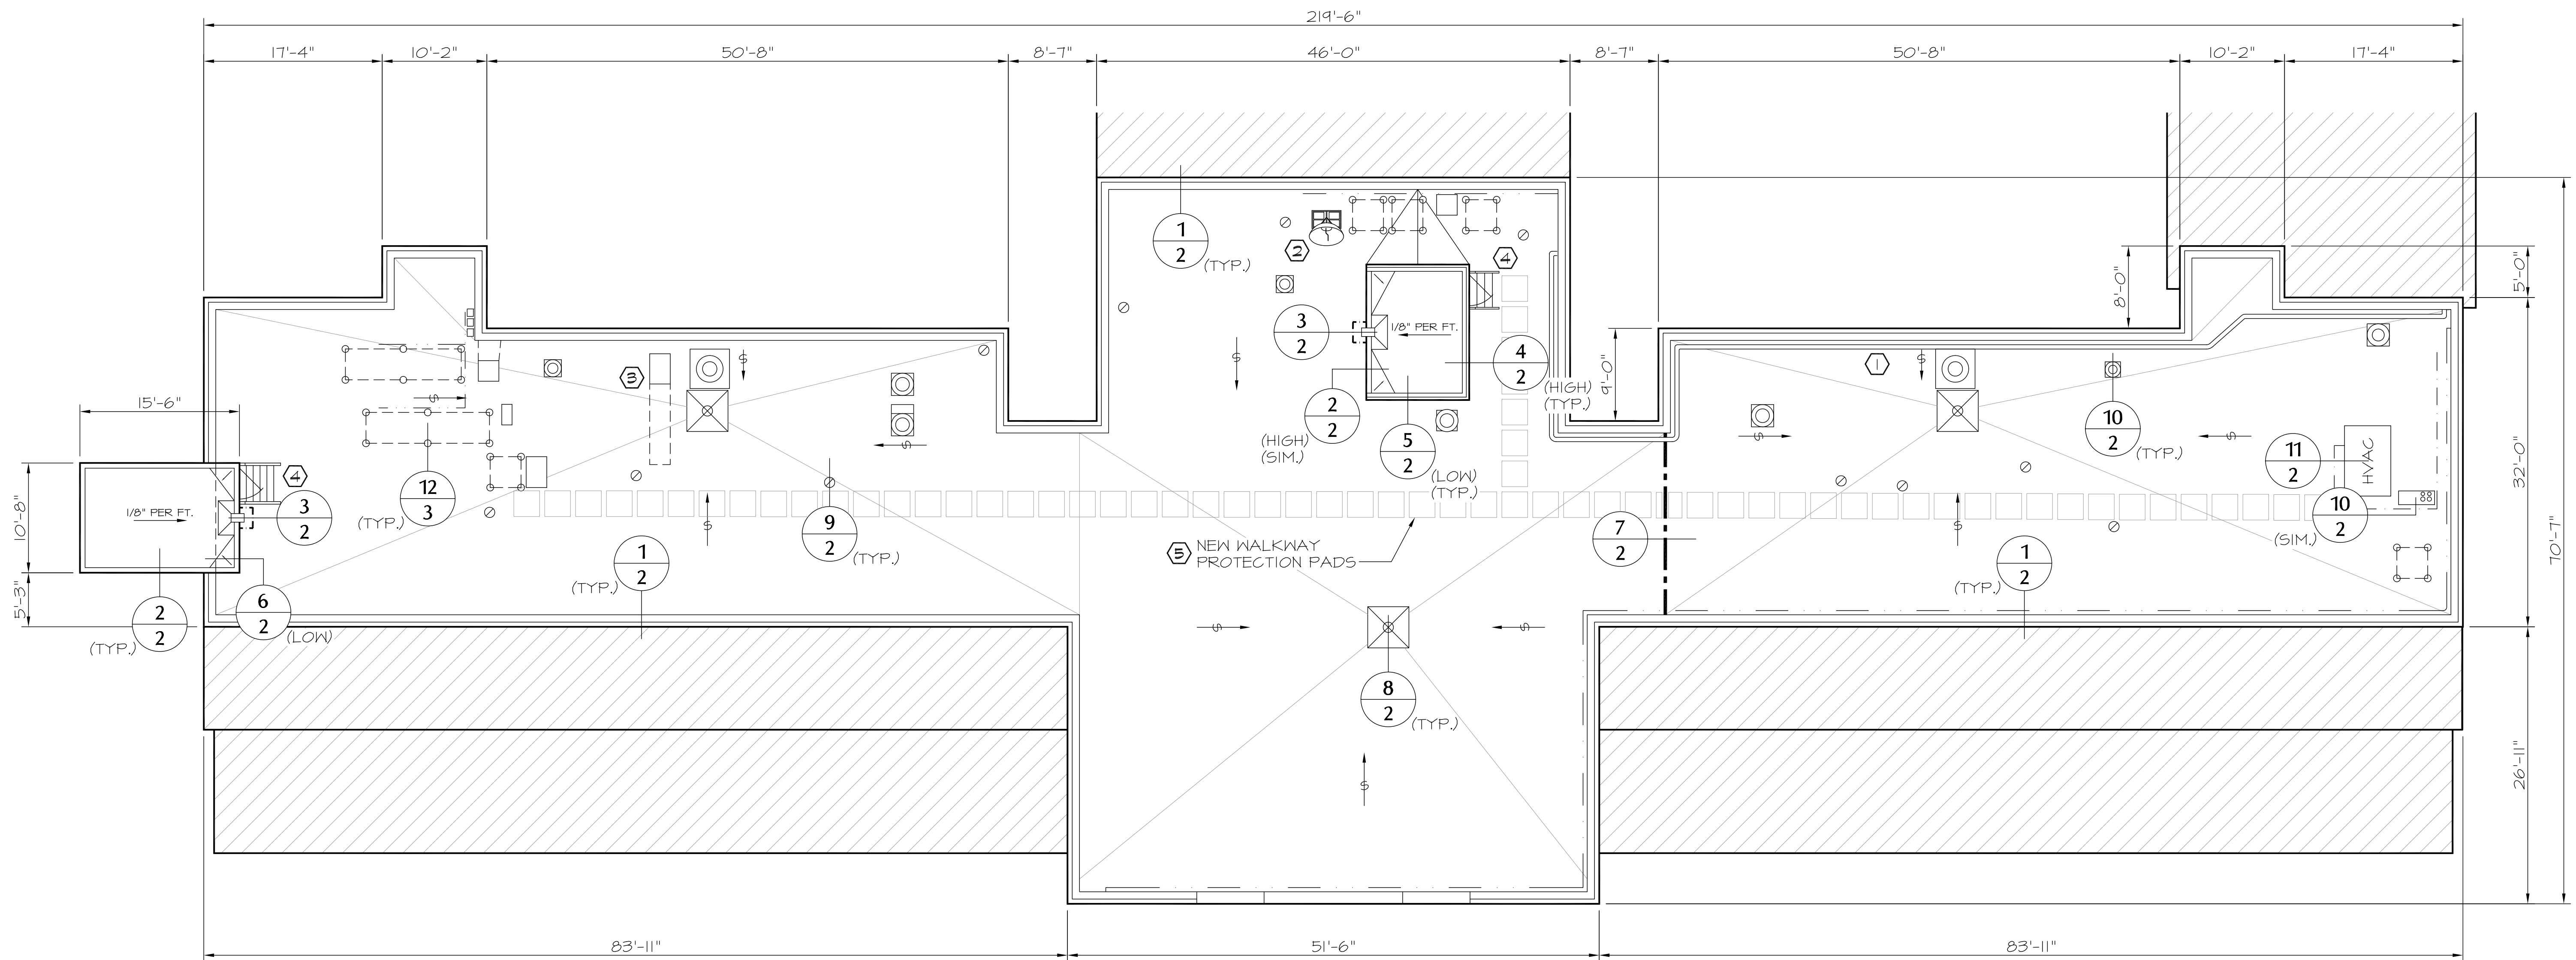 219'-6"
17'-4" 10'-2" 50'-8" 8'-7" 46'-0" 8'-7" 50'-8" 10'-2" 17'-4"
1
2
(TYP.)
2
4
3
2
1/8" PER FT.
4
2
(HIGH)
(TYP.)
2
2
(HIGH)
(SIM.)
5
2
(LOW)
(TYP.)
9'-0"
8'-0"
5'-0"
S
S
S
S
3
1
15'-6"
S
S
S
S
10
2
(TYP.)
11
2
HVAC
32'-0"
10'-8"
1/8" PER FT.
4
3
2
12
3
(TYP.)
S
9
2
(TYP.)
5 NEW WALKWAY
PROTECTION PADS
7
2
S
10
2
(SIM.)
70'-7"
5'-3"
2
2
(TYP.)
6
2
(LOW)
1
2
(TYP.)
1
2
(TYP.)
S
S
8
2
(TYP.)
S
26'-11"
83'-11" 51'-6" 83'-11"